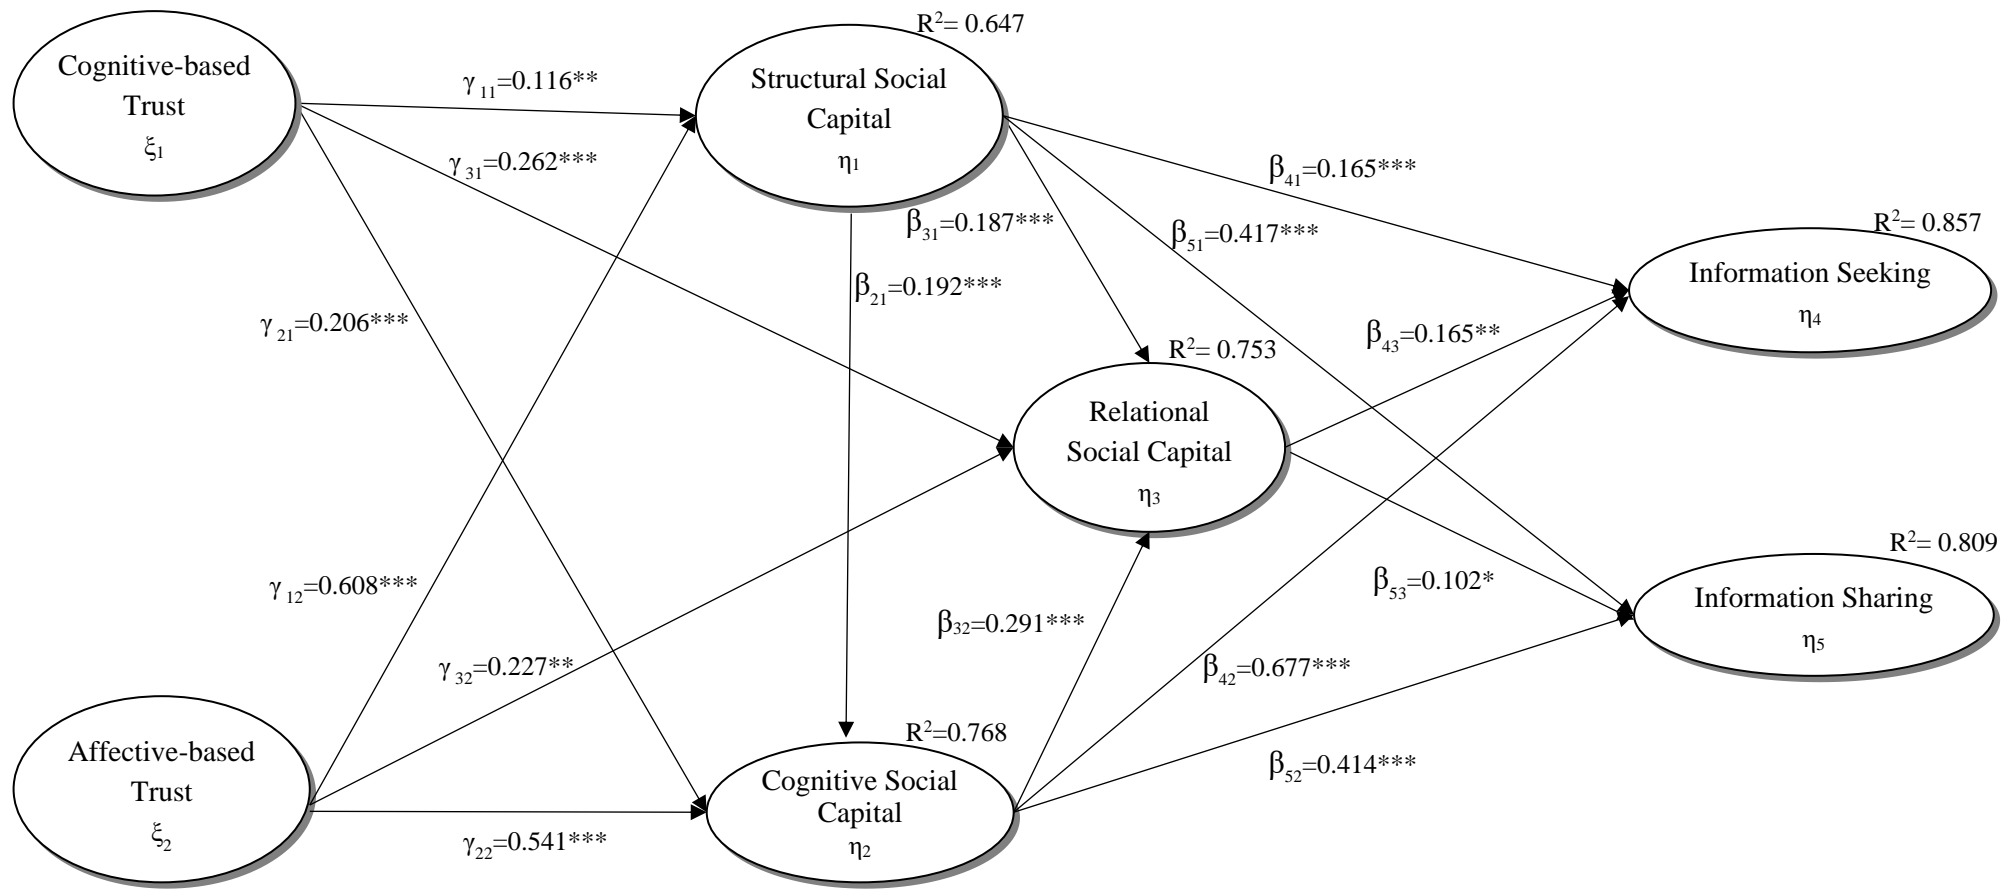 R²= 0.647
Cognitive-based
Trust
ξ₁
γ ₁₁=0.116**
Structural Social
Capital
η₁
γ ₃₁=0.262***
β₄₁=0.165***
β₃₁=0.187***
β₅₁=0.417***
R²= 0.857
Information Seeking
η₄
β₂₁=0.192***
γ ₂₁=0.206***
β₄₃=0.165**
R²= 0.753
Relational
Social Capital
η₃
R²= 0.809
Information Sharing
η₅
γ ₁₂=0.608***
β₅₃=0.102*
β₃₂=0.291***
γ ₃₂=0.227**
β₄₂=0.677***
Affective-based
Trust
ξ₂
R²=0.768
Cognitive Social
Capital
η₂
β₅₂=0.414***
γ₂₂=0.541***